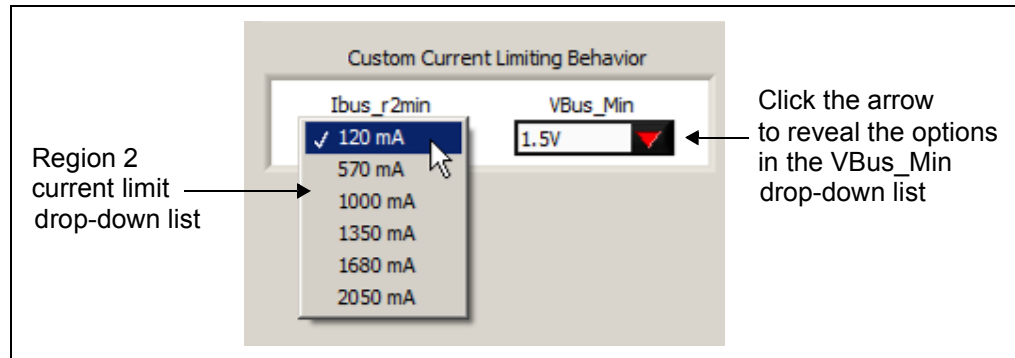 Custom Current Limiting Behavior
Ibus_r2min
VBus_Min
✓ 120 mA
570 mA
1000 mA
1350 mA
1680 mA
2050 mA
1.5V
Region 2
current limit
drop-down list
Click the arrow
to reveal the options
in the VBus_Min
drop-down list